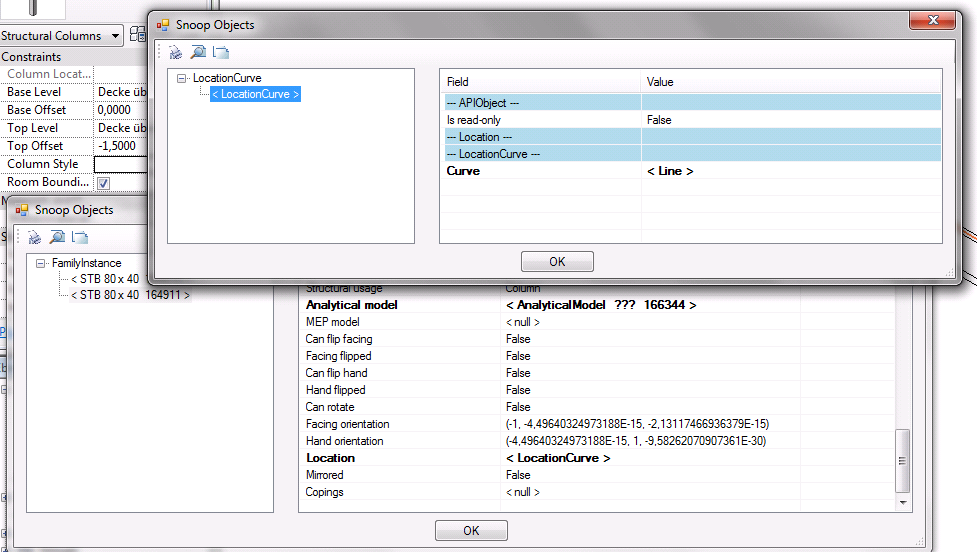 Structural Columns
Constraints
Column Locat...
Base Level Decke üb
Base Offset 0,0000
Top Level Decke üb
Top Offset -1,5000
Column Style
Room Boundi...
Snoop Objects
LocationCurve
< LocationCurve >
Field Value
--- APIObject ---
Is read-only False
--- Location ---
--- LocationCurve ---
Curve < Line >
OK
Snoop Objects
FamilyInstance
< STB 80 x 40
< STB 80 x 40 164911 >
Structural usage Column
Analytical model < AnalyticalModel ??? 166344 >
MEP model < null >
Can flip facing False
Facing flipped False
Can flip hand False
Hand flipped False
Can rotate False
Facing orientation (-1, -4,49640324973188E-15, -2,13117466936379E-15)
Hand orientation (-4,49640324973188E-15, 1, -9,58262070907361E-30)
Location < LocationCurve >
Mirrored False
Copings < null >
OK